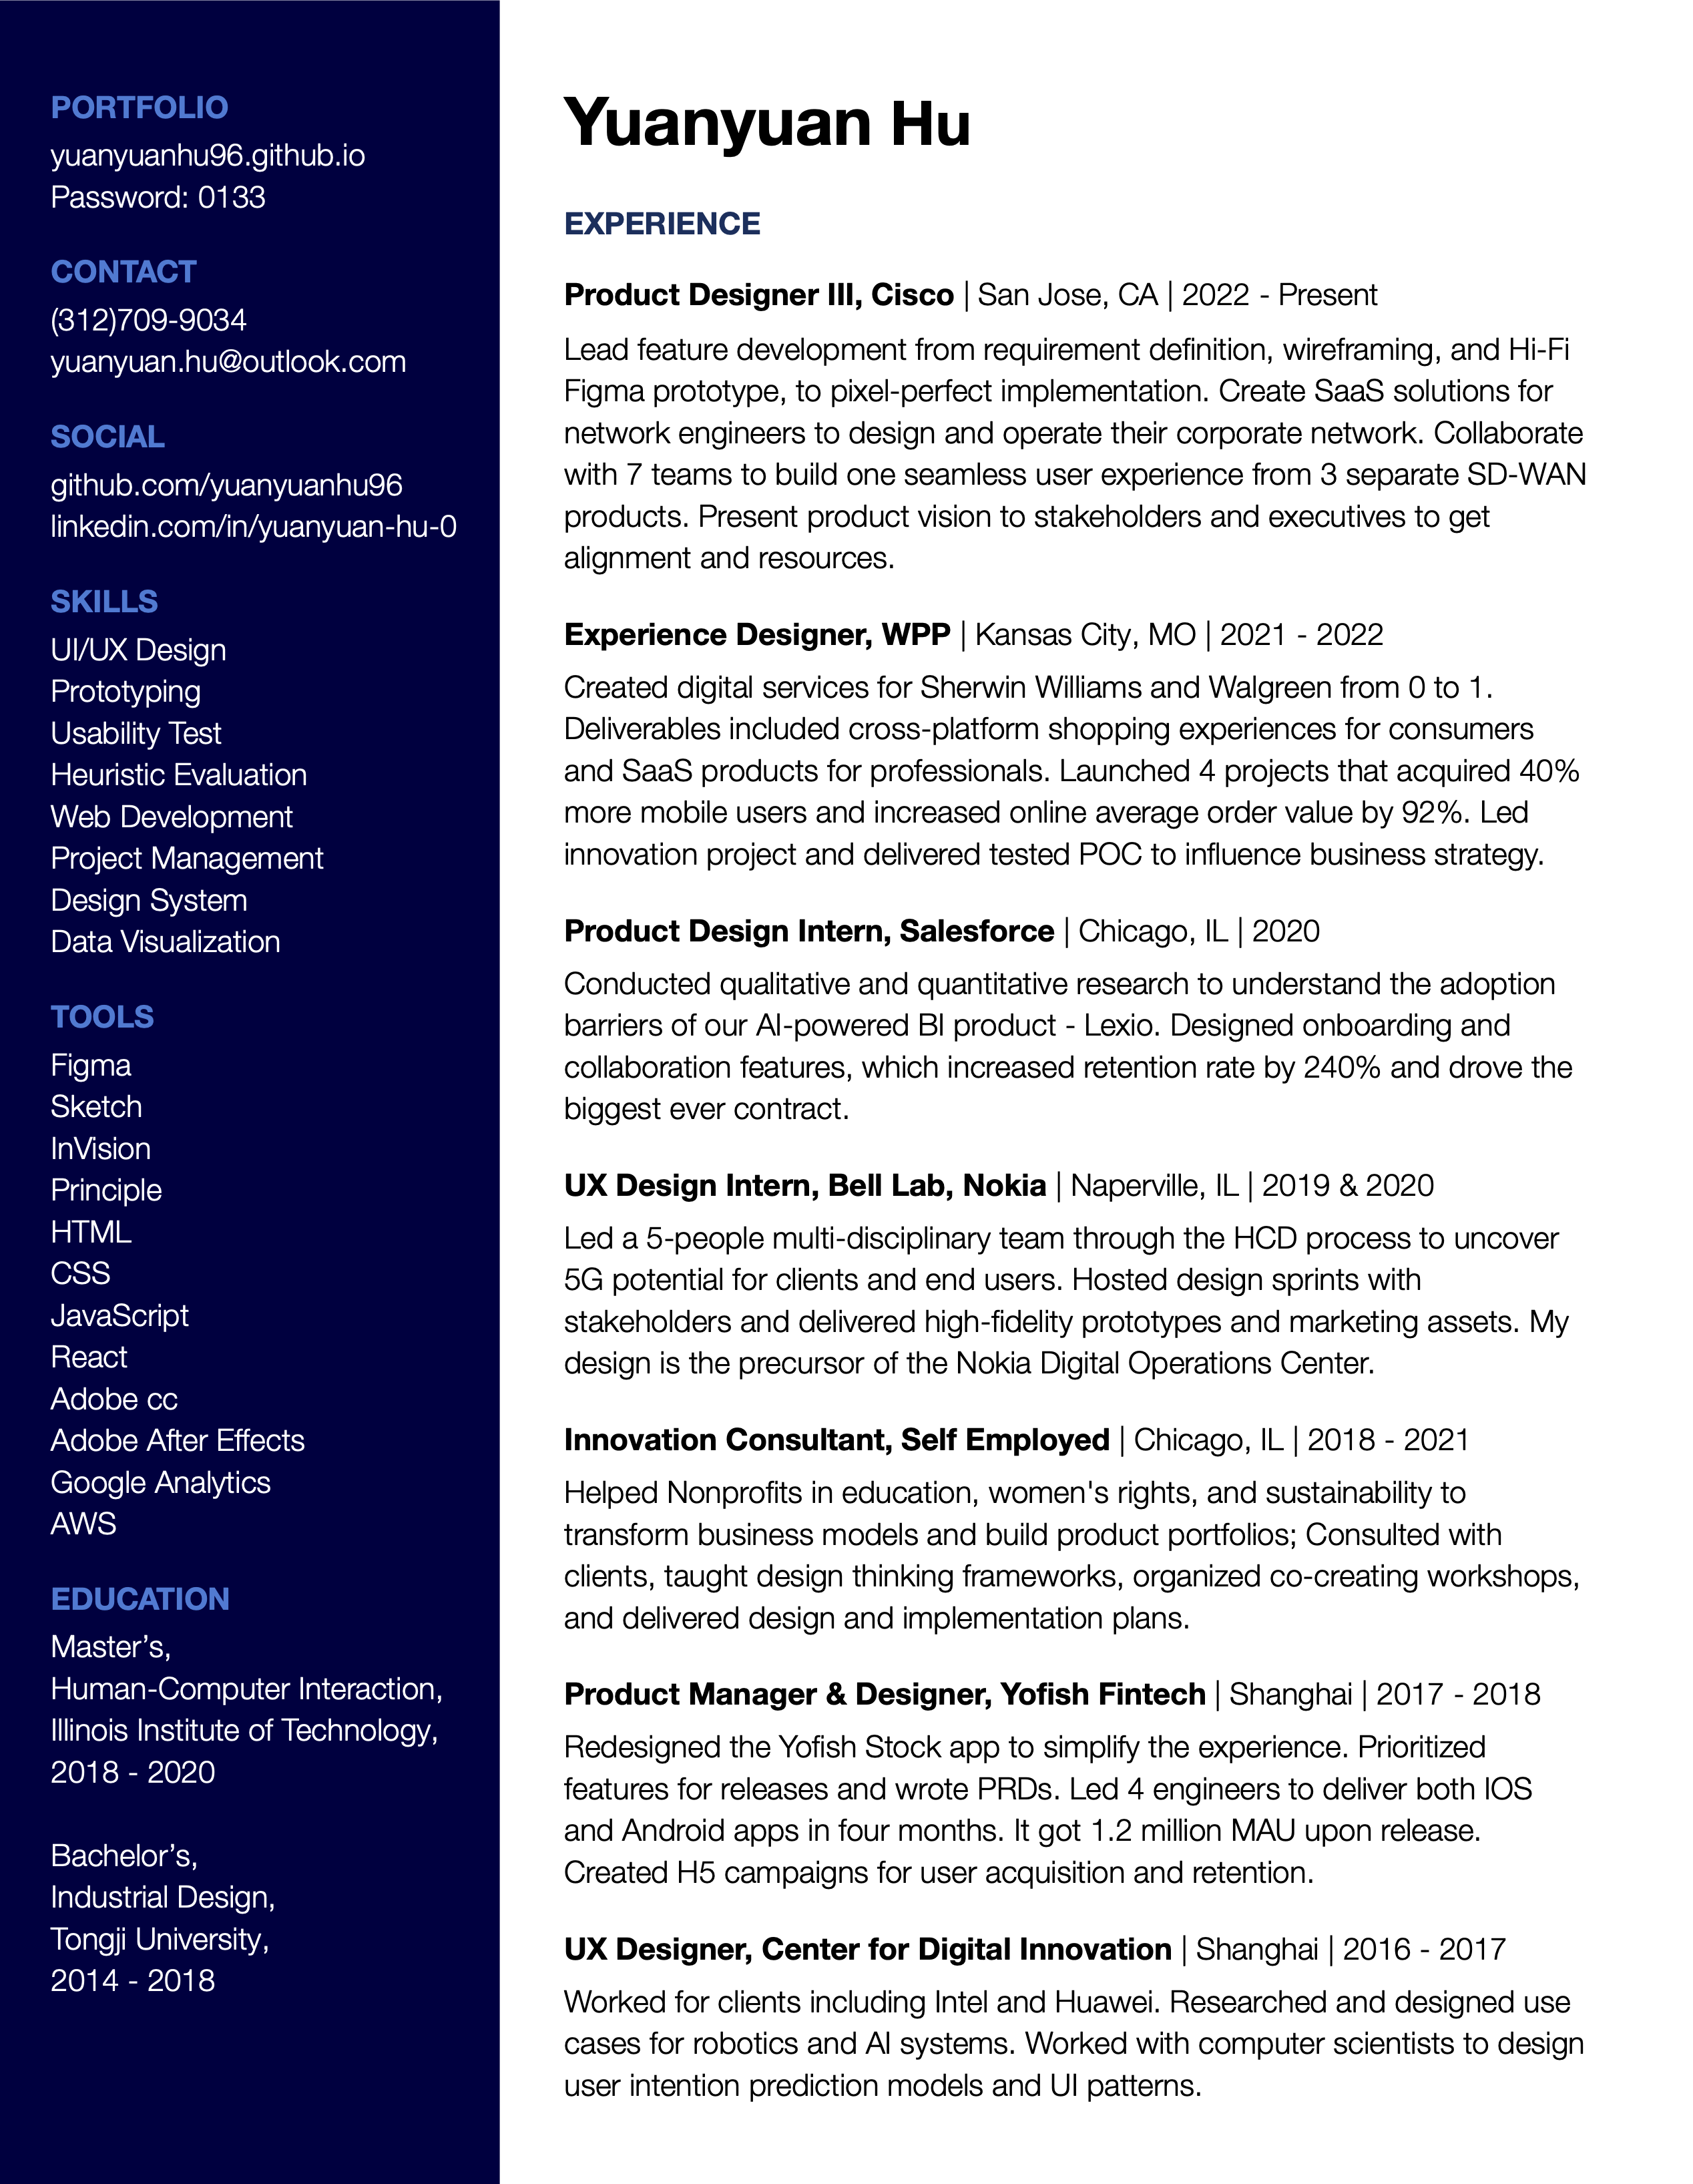 PORTFOLIO
yuanyuanhu96.github.io
Password: 0133
CONTACT
(312)709-9034
yuanyuan.hu@outlook.com
SOCIAL
github.com/yuanyuanhu96
linkedin.com/in/yuanyuan-hu-0
SKILLS
UI/UX Design
Prototyping
Usability Test
Heuristic Evaluation
Web Development
Project Management
Design System
Data Visualization
TOOLS
Figma
Sketch
InVision
Principle
HTML
CSS
JavaScript
React
Adobe cc
Adobe After Effects
Google Analytics
AWS
EDUCATION
Master’s,
Human-Computer Interaction,
Illinois Institute of Technology,
2018 - 2020
Bachelor’s,
Industrial Design,
Tongji University,
2014 - 2018
Yuanyuan Hu
EXPERIENCE
Product Designer III, Cisco | San Jose, CA | 2022 - Present
Lead feature development from requirement definition, wireframing, and Hi-Fi
Figma prototype, to pixel-perfect implementation. Create SaaS solutions for
network engineers to design and operate their corporate network. Collaborate
with 7 teams to build one seamless user experience from 3 separate SD-WAN
products. Present product vision to stakeholders and executives to get
alignment and resources.
Experience Designer, WPP | Kansas City, MO | 2021 - 2022
Created digital services for Sherwin Williams and Walgreen from 0 to 1.
Deliverables included cross-platform shopping experiences for consumers
and SaaS products for professionals. Launched 4 projects that acquired 40%
more mobile users and increased online average order value by 92%. Led
innovation project and delivered tested POC to influence business strategy.
Product Design Intern, Salesforce | Chicago, IL | 2020
Conducted qualitative and quantitative research to understand the adoption
barriers of our AI-powered BI product - Lexio. Designed onboarding and
collaboration features, which increased retention rate by 240% and drove the
biggest ever contract.
UX Design Intern, Bell Lab, Nokia | Naperville, IL | 2019 & 2020
Led a 5-people multi-disciplinary team through the HCD process to uncover
5G potential for clients and end users. Hosted design sprints with
stakeholders and delivered high-fidelity prototypes and marketing assets. My
design is the precursor of the Nokia Digital Operations Center.
Innovation Consultant, Self Employed | Chicago, IL | 2018 - 2021
Helped Nonprofits in education, women's rights, and sustainability to
transform business models and build product portfolios; Consulted with
clients, taught design thinking frameworks, organized co-creating workshops,
and delivered design and implementation plans.
Product Manager & Designer, Yofish Fintech | Shanghai | 2017 - 2018
Redesigned the Yofish Stock app to simplify the experience. Prioritized
features for releases and wrote PRDs. Led 4 engineers to deliver both IOS
and Android apps in four months. It got 1.2 million MAU upon release.
Created H5 campaigns for user acquisition and retention.
UX Designer, Center for Digital Innovation | Shanghai | 2016 - 2017
Worked for clients including Intel and Huawei. Researched and designed use
cases for robotics and AI systems. Worked with computer scientists to design
user intention prediction models and UI patterns.